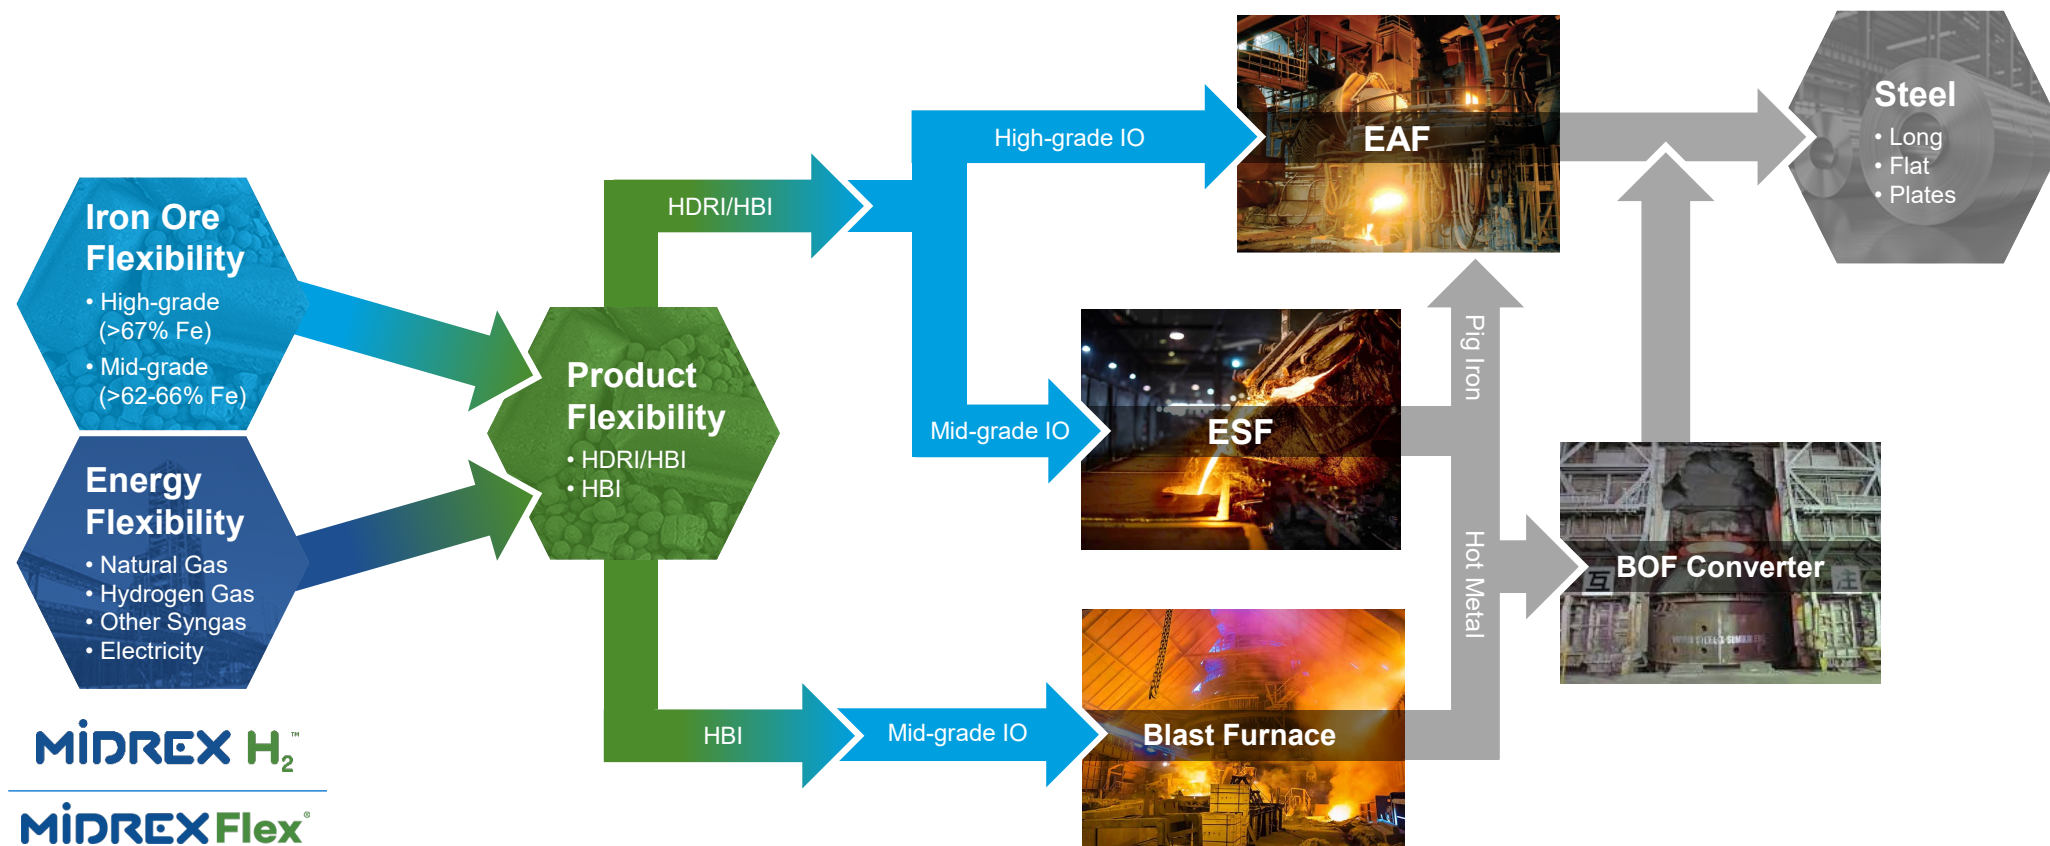 Iron Ore
Flexibility
• High-grade
(>67% Fe)
• Mid-grade
(>62-66% Fe)
Energy
Flexibility
• Natural Gas
• Hydrogen Gas
• Other Syngas
• Electricity
MIDREX H₂™
MIDREX Flex®
Product
Flexibility
• HDRI/HBI
• HBI
HDRI/HBI
HBI
High-grade IO
Mid-grade IO
Mid-grade IO
EAF
ESF
Blast Furnace
Pig Iron
Hot Metal
BOF Converter
互
注
Steel
• Long
• Flat
• Plates